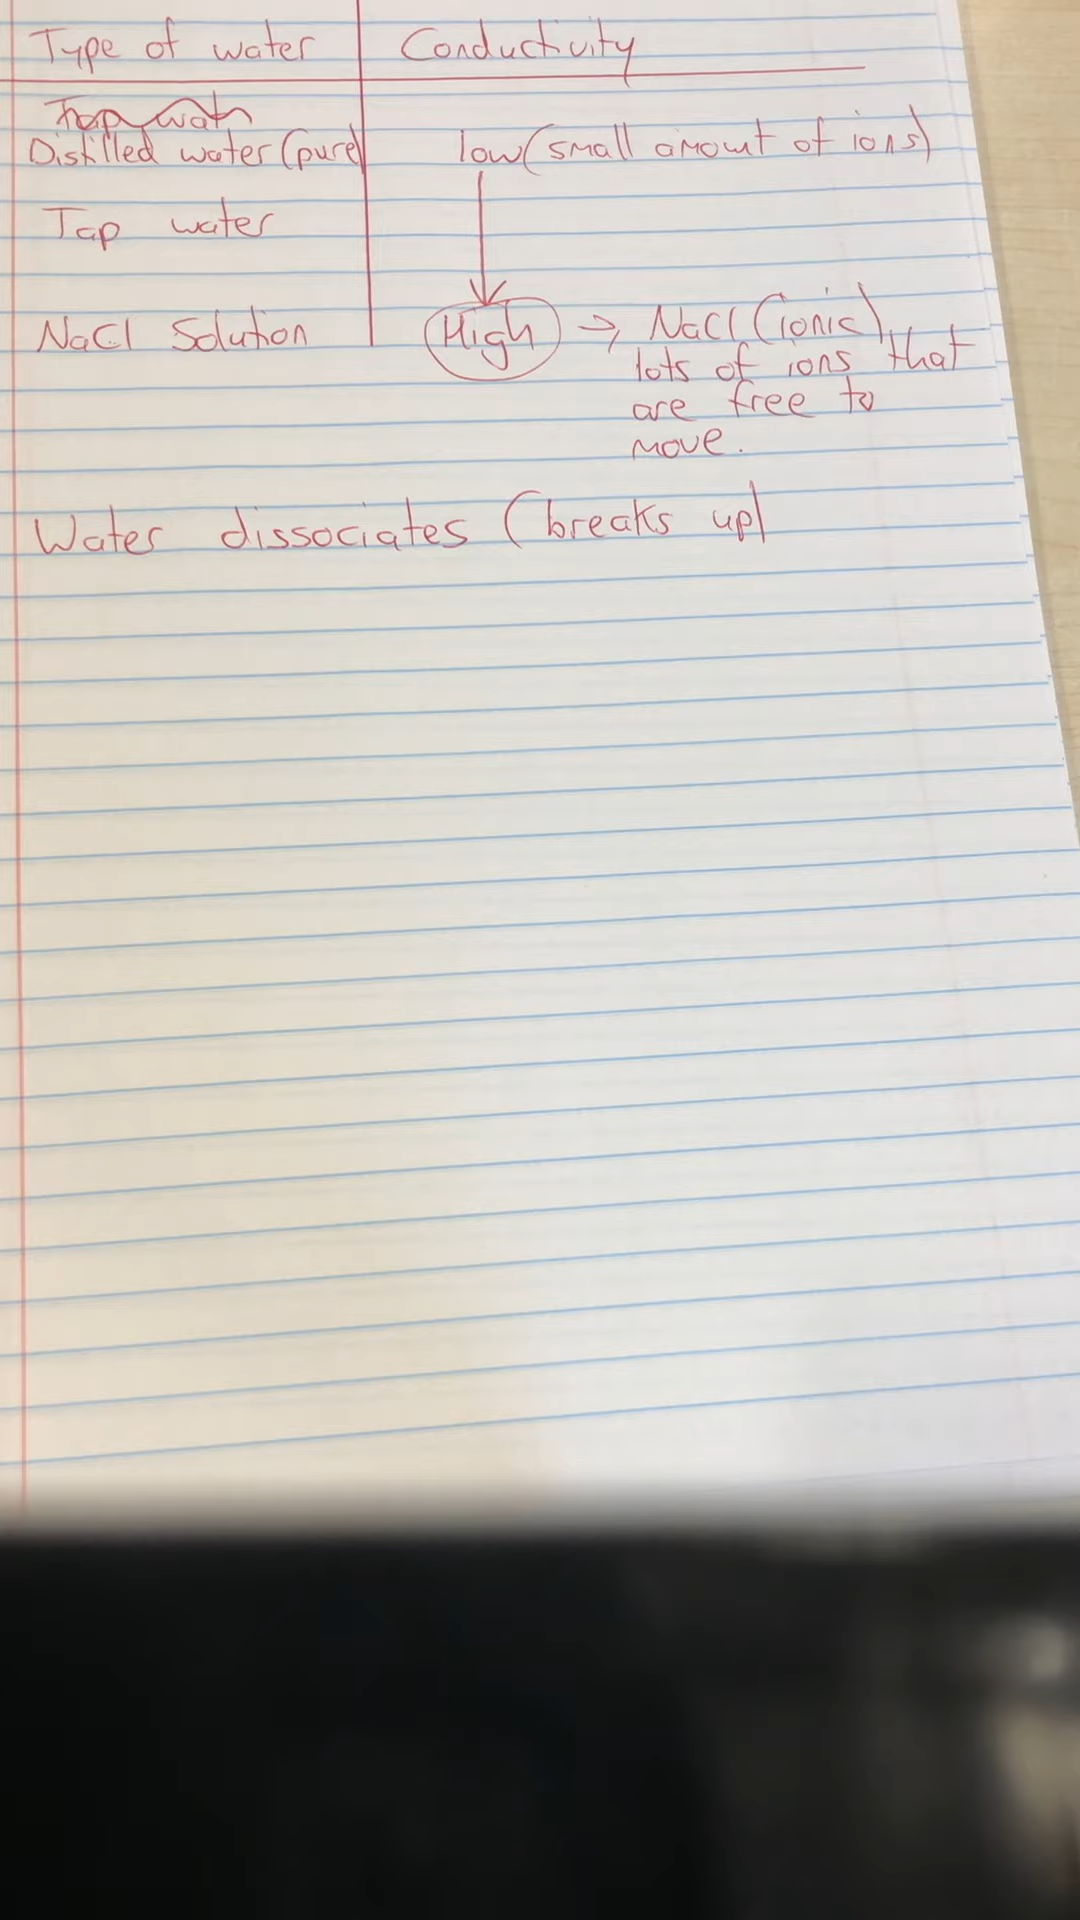 Type of water Conductivity
Tap wat
Distilled water (pure) low (small amount of ions)
Tap water
NaCl Solution High → NaCl (ionic),
lots of ions that
are free to
move.
Water dissociates (breaks up)